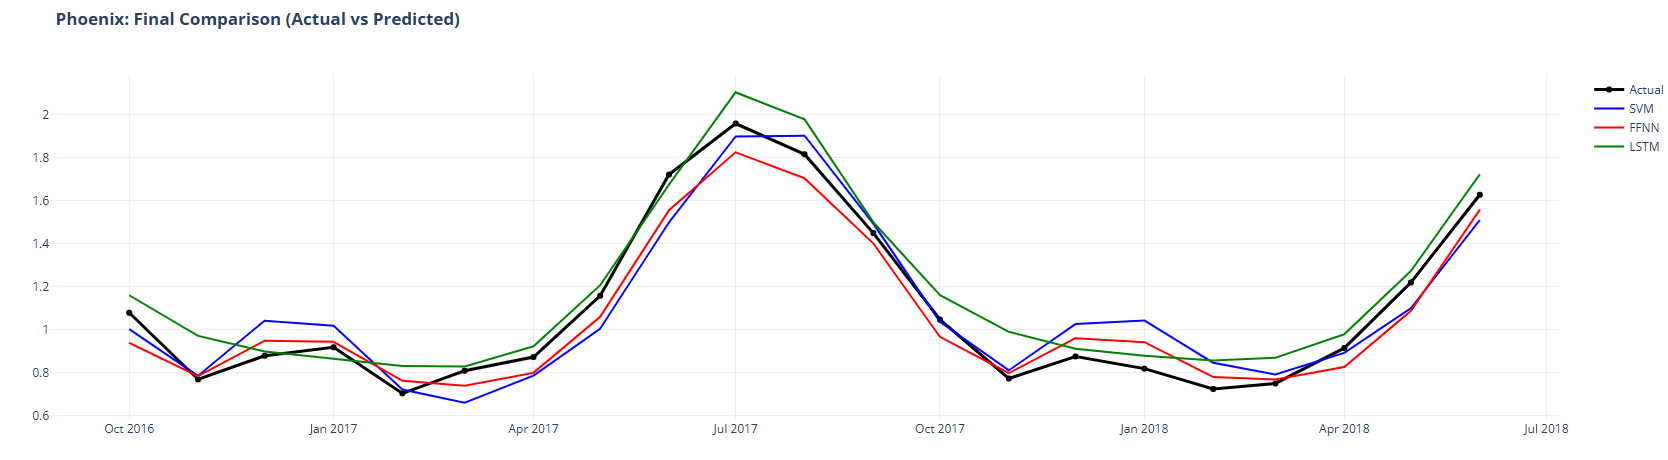 Phoenix: Final Comparison (Actual vs Predicted)
Actual
SVM
FFNN
LSTM
2
1.8
1.6
1.4
1.2
1
0.8
0.6
Oct 2016 Jan 2017 Apr 2017 Jul 2017 Oct 2017 Jan 2018 Apr 2018 Jul 2018